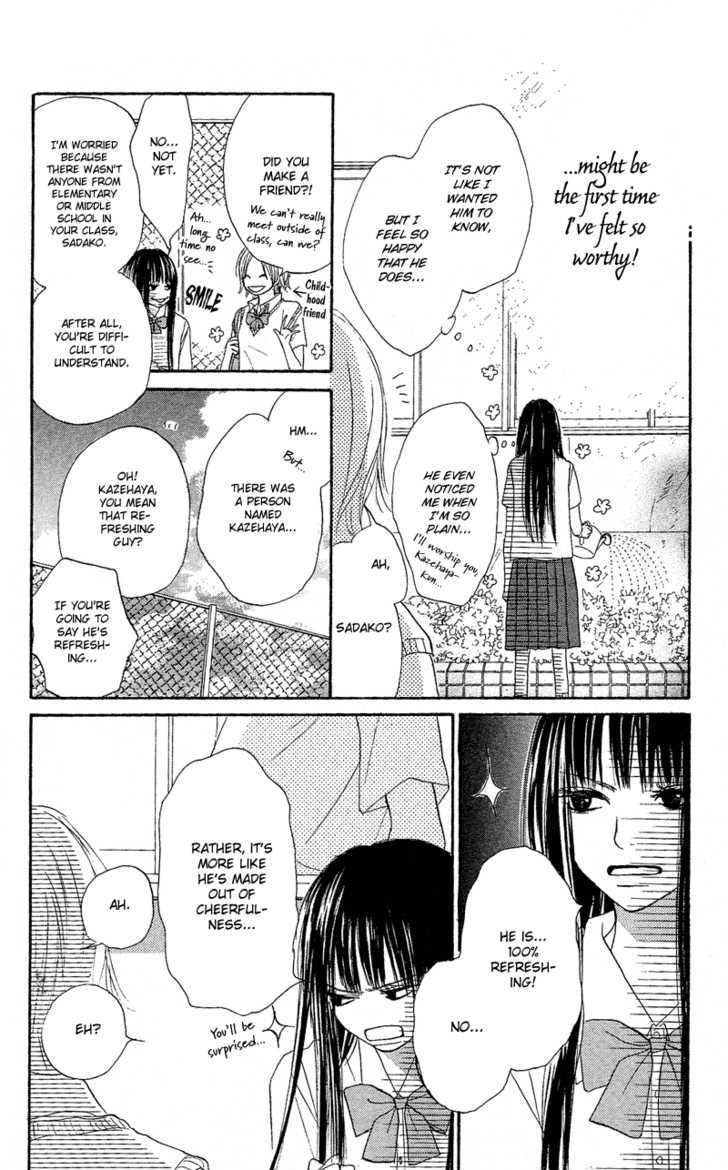 ...might be
the first time
I've felt so
worthy!
IT'S NOT
LIKE I
WANTED
HIM TO
KNOW,
BUT I
FEEL SO
HAPPY
THAT HE
DOES...
HE EVEN
NOTICED
ME WHEN
I'M SO
PLAIN...
I'll worship you,
Kazehaya-
Kun...
AH,
SADAKO?
DID YOU
MAKE A
FRIEND?!
We can't really
meet outside of
class, can we?
Child-
hood
friend
SMILE
NO...
NOT
YET.
Ah...
long
time no
see...
I'M WORRIED
BECAUSE
THERE WASN'T
ANYONE FROM
ELEMENTARY
OR MIDDLE
SCHOOL IN
YOUR CLASS,
SADAKO.
AFTER ALL,
YOU'RE DIFFI-
CULT TO
UNDERSTAND.
HM...
But...
THERE WAS
A PERSON
NAMED
KAZEHAYA...
OH!
KAZEHAYA,
YOU MEAN
THAT RE-
FRESHING
GUY?
IF YOU'RE
GOING TO
SAY HE'S
REFRESH-
ING...
HE IS...
100%
REFRESH-
ING!
NO...
RATHER, IT'S
MORE LIKE
HE'S MADE
OUT OF
CHEERFUL-
NESS...
You'll be
surprised...
AH.
EH?